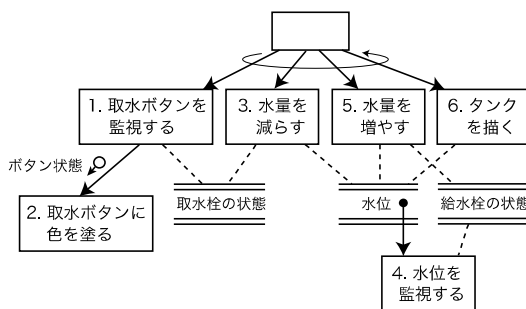 1. 取水ボタンを
監視する
3. 水量を
減らす
5. 水量を
増やす
6. タンク
を描く
ボタン状態
2. 取水ボタンに
色を塗る
取水栓の状態
水位
給水栓の状態
4. 水位を
監視する